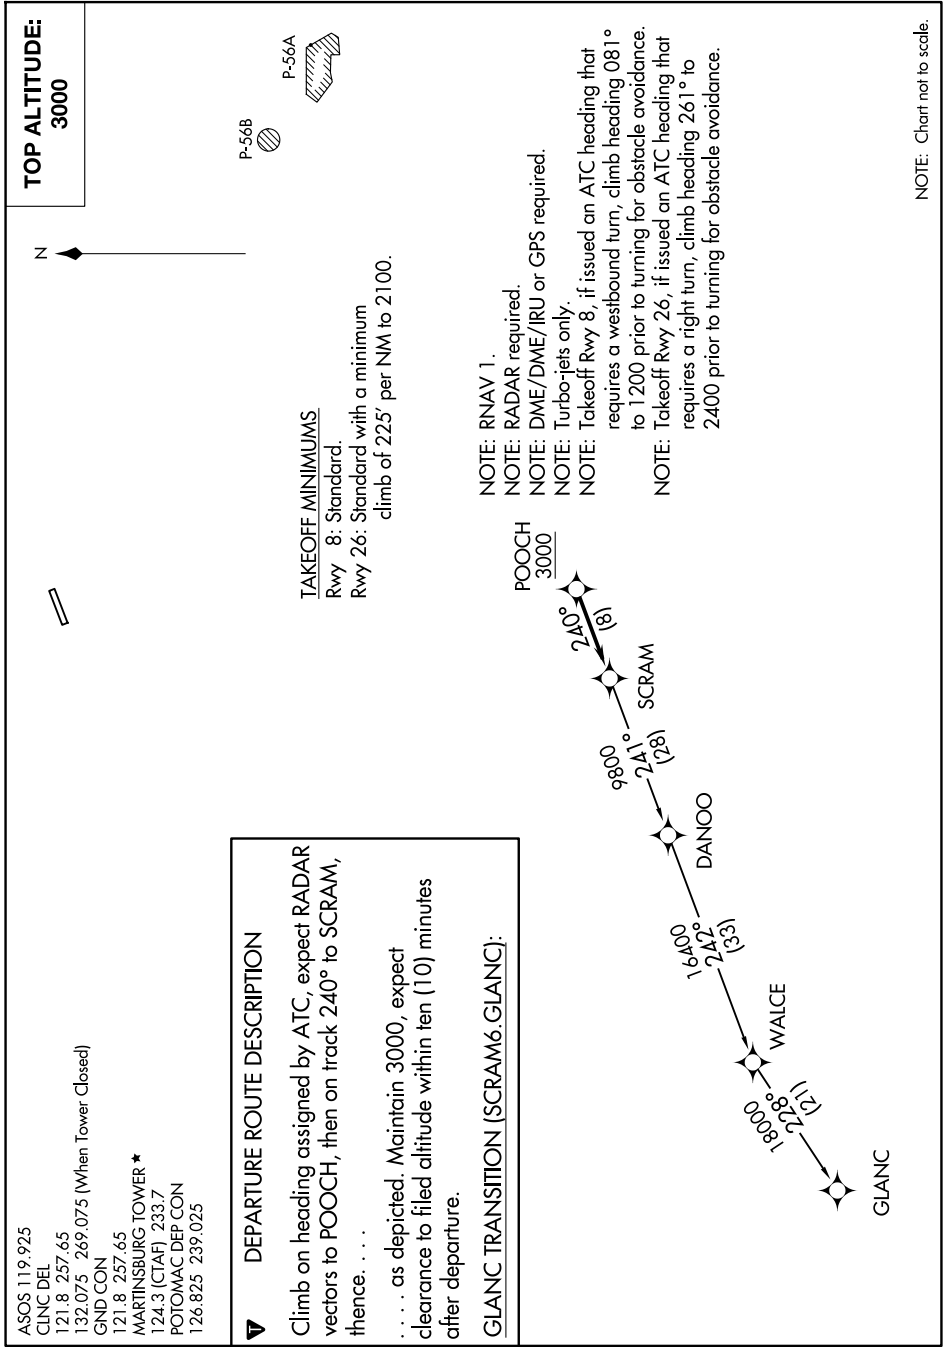 ASOS 119.925
CLNC DEL
121.8 257.65
132.075 269.075 (When Tower Closed)
GND CON
121.8 257.65
MARTINSBURG TOWER ★
124.3 (CTAF) 233.7
POTOMAC DEP CON
126.825 239.025
TOP ALTITUDE:
3000
N
P-56B
P-56A
DEPARTURE ROUTE DESCRIPTION
Climb on heading assigned by ATC, expect RADAR
vectors to POOCH, then on track 240° to SCRAM,
thence. . . .
. . . . as depicted. Maintain 3000, expect
clearance to filed altitude within ten (10) minutes
after departure.
GLANC TRANSITION (SCRAM6.GLANC):
TAKEOFF MINIMUMS
Rwy 8: Standard.
Rwy 26: Standard with a minimum
climb of 225' per NM to 2100.
NOTE: RNAV 1.
NOTE: RADAR required.
NOTE: DME/DME/IRU or GPS required.
NOTE: Turbo-jets only.
NOTE: Takeoff Rwy 8, if issued an ATC heading that
requires a westbound turn, climb heading 081°
to 1200 prior to turning for obstacle avoidance.
NOTE: Takeoff Rwy 26, if issued an ATC heading that
requires a right turn, climb heading 261° to
2400 prior to turning for obstacle avoidance.
POOCH
3000
240°
(8)
SCRAM
9800
241°
(28)
DANOO
16400
242°
(33)
WALCE
18000
228°
(21)
GLANC
NOTE: Chart not to scale.